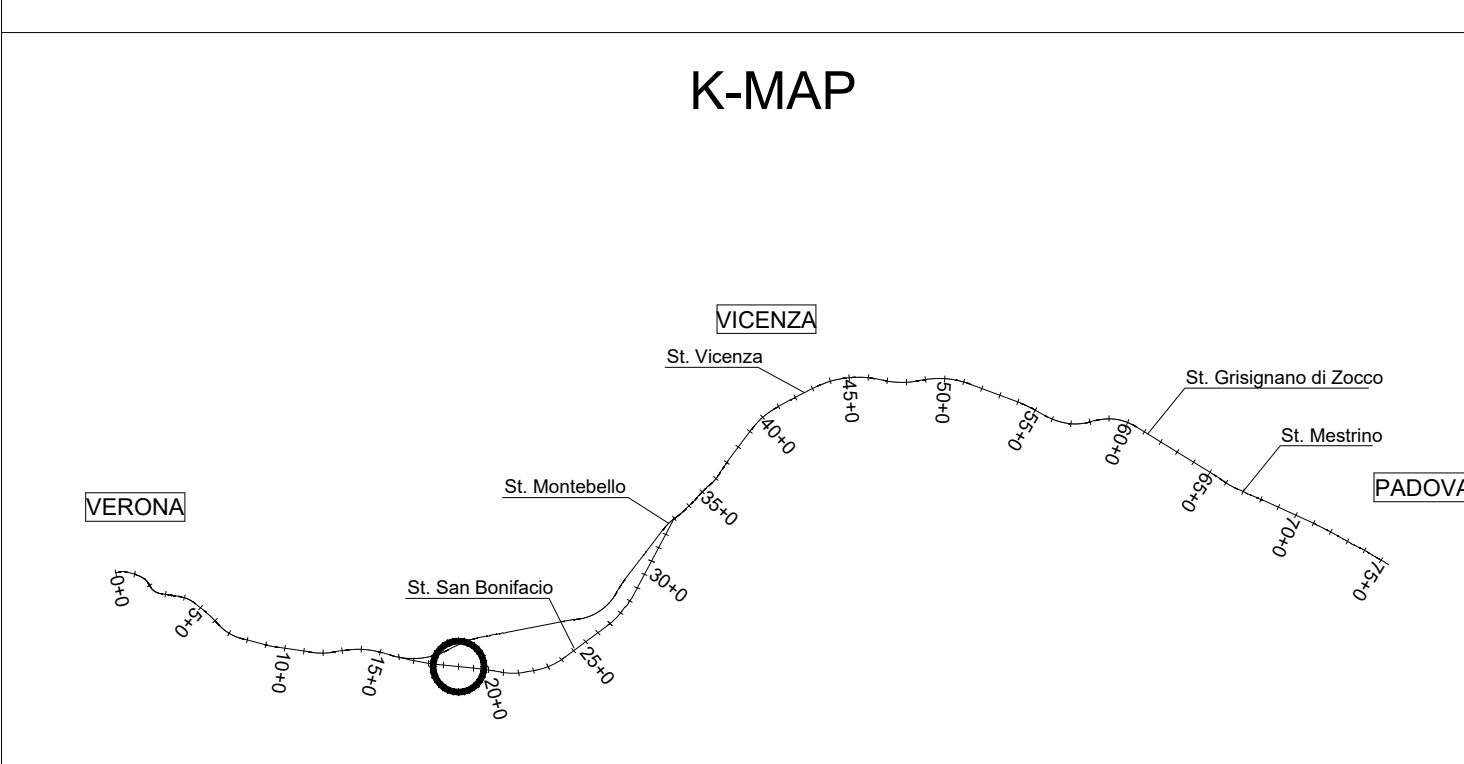 K-MAP
VICENZA
St. Vicenza
St. Grisignano di Zocco
St. Mestrino
PADOVA
St. Montebello
VERONA
St. San Bonifacio
0+0
5+0
10+0
15+0
20+0
25+0
30+0
35+0
40+0
45+0
50+0
55+0
60+0
65+0
70+0
75+0